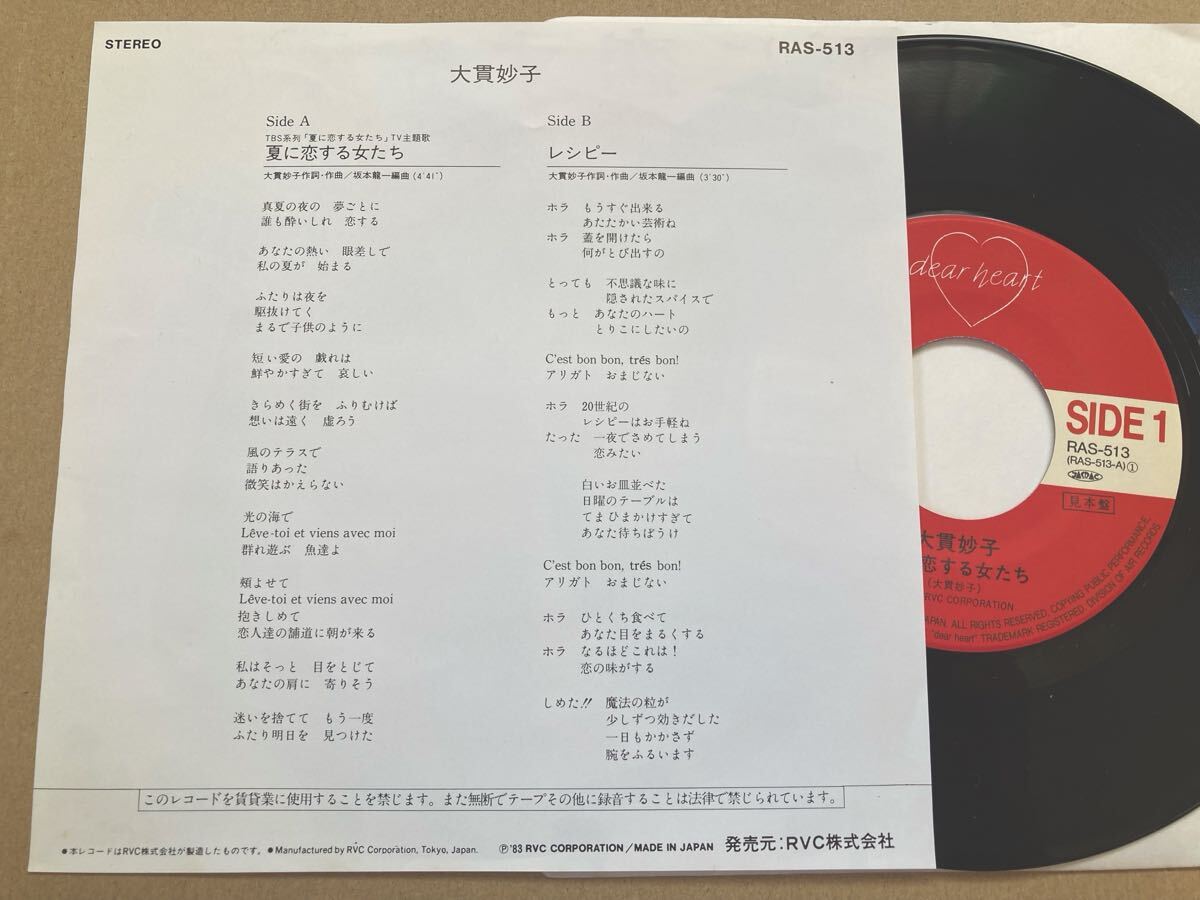 STEREO
RAS-513
大貫妙子
Side A
TBS系列「夏に恋する女たち」TV主題歌
夏に恋する女たち
大貫妙子作詞・作曲／坂本龍一編曲(4′41″)
真夏の夜の 夢ごとに
誰も酔いしれ 恋する
あなたの熱い 眼差しで
私の夏が 始まる
ふたりは夜を
駆抜けてく
まるで子供のように
短い愛の 戯れは
鮮やかすぎて 哀しい
きらめく街を ふりむけば
想いは遠く 虚ろう
風のテラスで
語りあった
微笑はかえらない
光の海で
Lêve-toi et viens avec moi
群れ遊ぶ 魚達よ
頬よせて
Lêve-toi et viens avec moi
抱きしめて
恋人達の舗道に朝が来る
私はそっと 目をとじて
あなたの肩に 寄りそう
迷いを捨てて もう一度
ふたり明日を 見つけた
Side B
レシピー
大貫妙子作詞・作曲／坂本龍一編曲(3′30″)
ホラ もうすぐ出来る
あたたかい芸術ね
ホラ 蓋を開けたら
何がとび出すの
とっても 不思議な味に
隠されたスパイスで
もっと あなたのハート
とりこにしたいの
C'est bon bon, trés bon!
アリガト おまじない
ホラ 20世紀の
レシピーはお手軽ね
たった 一夜でさめてしまう
恋みたい
白いお皿並べた
日曜のテーブルは
てまひまかけすぎて
あなた待ちぼうけ
C'est bon bon, trés bon!
アリガト おまじない
ホラ ひとくち食べて
あなた目をまるくする
ホラ なるほどこれは！
恋の味がする
しめた!! 魔法の粒が
少しずつ効きだした
一日もかかさず
腕をふるいます
このレコードを賃貸業に使用することを禁じます。また無断でテープその他に録音することは法律で禁じられています。
●本レコードはRVC株式会社が製造したものです。●Manufactured by RVC Corporation, Tokyo, Japan.
Ⓟ'83 RVC CORPORATION／MADE IN JAPAN
発売元:RVC株式会社
dear heart
SIDE 1
RAS-513
(RAS-513-A)①
見本盤
大貫妙子
恋する女たち
(大貫妙子)
RVC CORPORATION
JAPAN. ALL RIGHTS RESERVED, COPYING PUBLIC PERFORMANCE
"dear heart" TRADEMARK REGISTERED, DIVISION OF AIR RECORDS